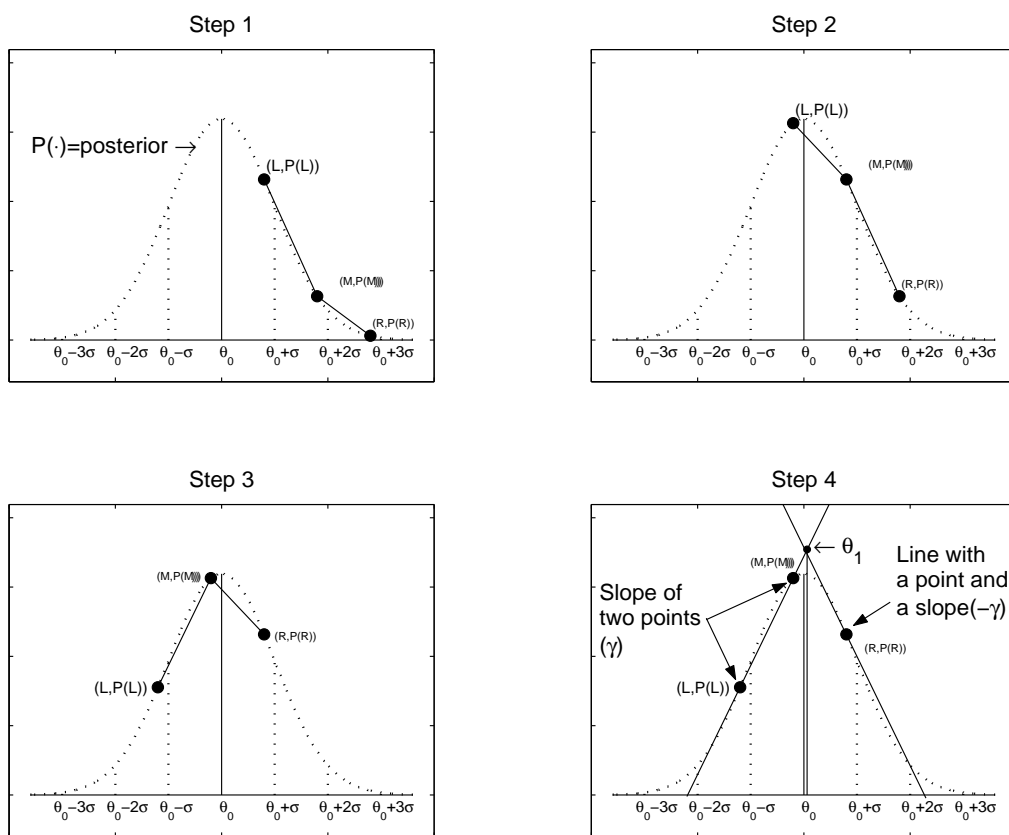 Step 1
P(·)=posterior →
(L,P(L))
(M,P(M))))
(R,P(R))
θ₀−3σ θ₀−2σ θ₀−σ θ₀ θ₀+σ θ₀+2σ θ₀+3σ
Step 2
(L,P(L))
(M,P(M))))
(R,P(R))
θ₀−3σ θ₀−2σ θ₀−σ θ₀ θ₀+σ θ₀+2σ θ₀+3σ
Step 3
(M,P(M))))
(R,P(R))
(L,P(L))
θ₀−3σ θ₀−2σ θ₀−σ θ₀ θ₀+σ θ₀+2σ θ₀+3σ
Step 4
← θ₁
(M,P(M))))
Line with
a point and
a slope(−γ)
Slope of
two points
(γ)
(R,P(R))
(L,P(L))
θ₀−3σ θ₀−2σ θ₀−σ θ₀ θ₀+σ θ₀+2σ θ₀+3σ